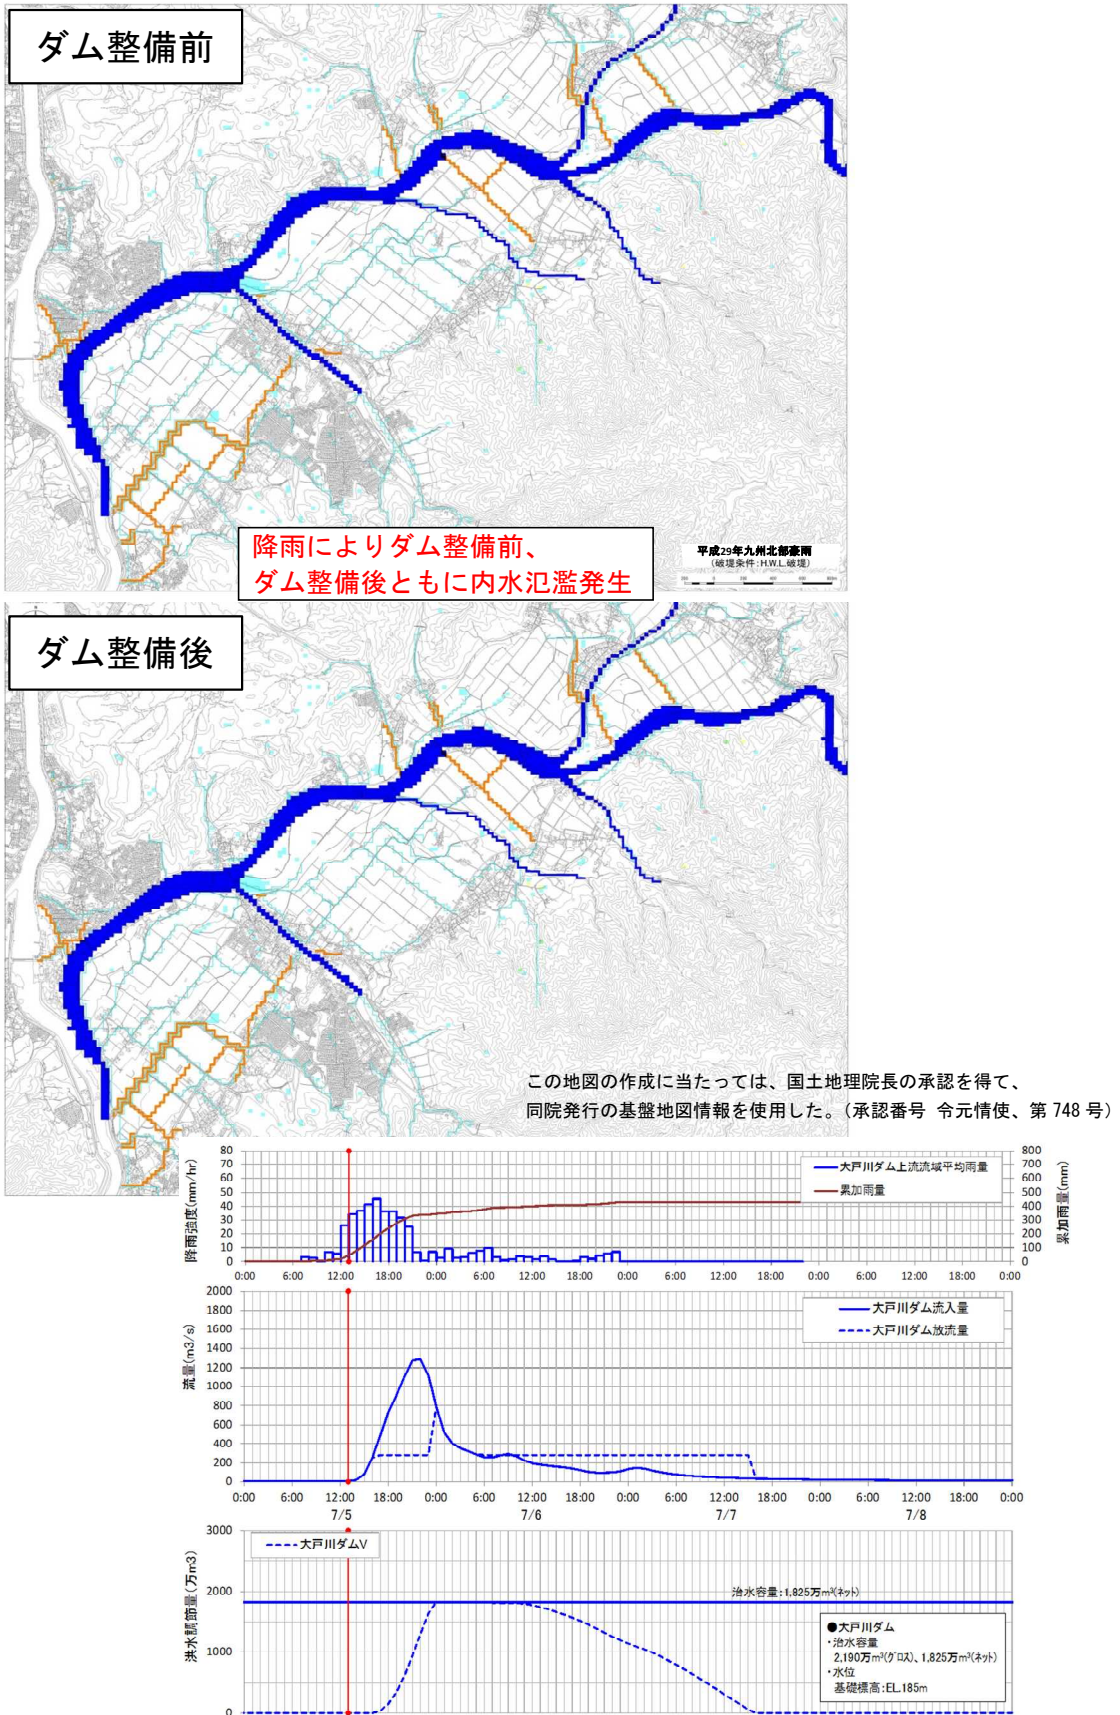 ダム整備前
降雨によりダム整備前、
ダム整備後ともに内水氾濫発生
平成29年九州北部豪雨
(破堤条件:H.W.L.破堤)
ダム整備後
この地図の作成に当たっては、国土地理院長の承認を得て、
同院発行の基盤地図情報を使用した。(承認番号 令元情使、第 748 号)
降雨強度(mm/hr)
80
70
60
50
40
30
20
10
0
大戸川ダム上流流域平均雨量
累加雨量
800
700
600
500
400
300
200
100
0
累加雨量(mm)
0:00 6:00 12:00 18:00 0:00 6:00 12:00 18:00 0:00 6:00 12:00 18:00 0:00 6:00 12:00 18:00 0:00
流量(m3/s)
2000
1800
1600
1400
1200
1000
800
600
400
200
0
大戸川ダム流入量
大戸川ダム放流量
0:00 6:00 12:00 18:00 0:00 6:00 12:00 18:00 0:00 6:00 12:00 18:00 0:00 6:00 12:00 18:00 0:00
7/5 7/6 7/7 7/8
洪水調節量(万m3)
3000
2000
1000
0
大戸川ダムV
治水容量:1,825万m³(ネット)
●大戸川ダム
・治水容量
2,190万m³(グロス)、1,825万m³(ネット)
・水位
基礎標高:EL.185m